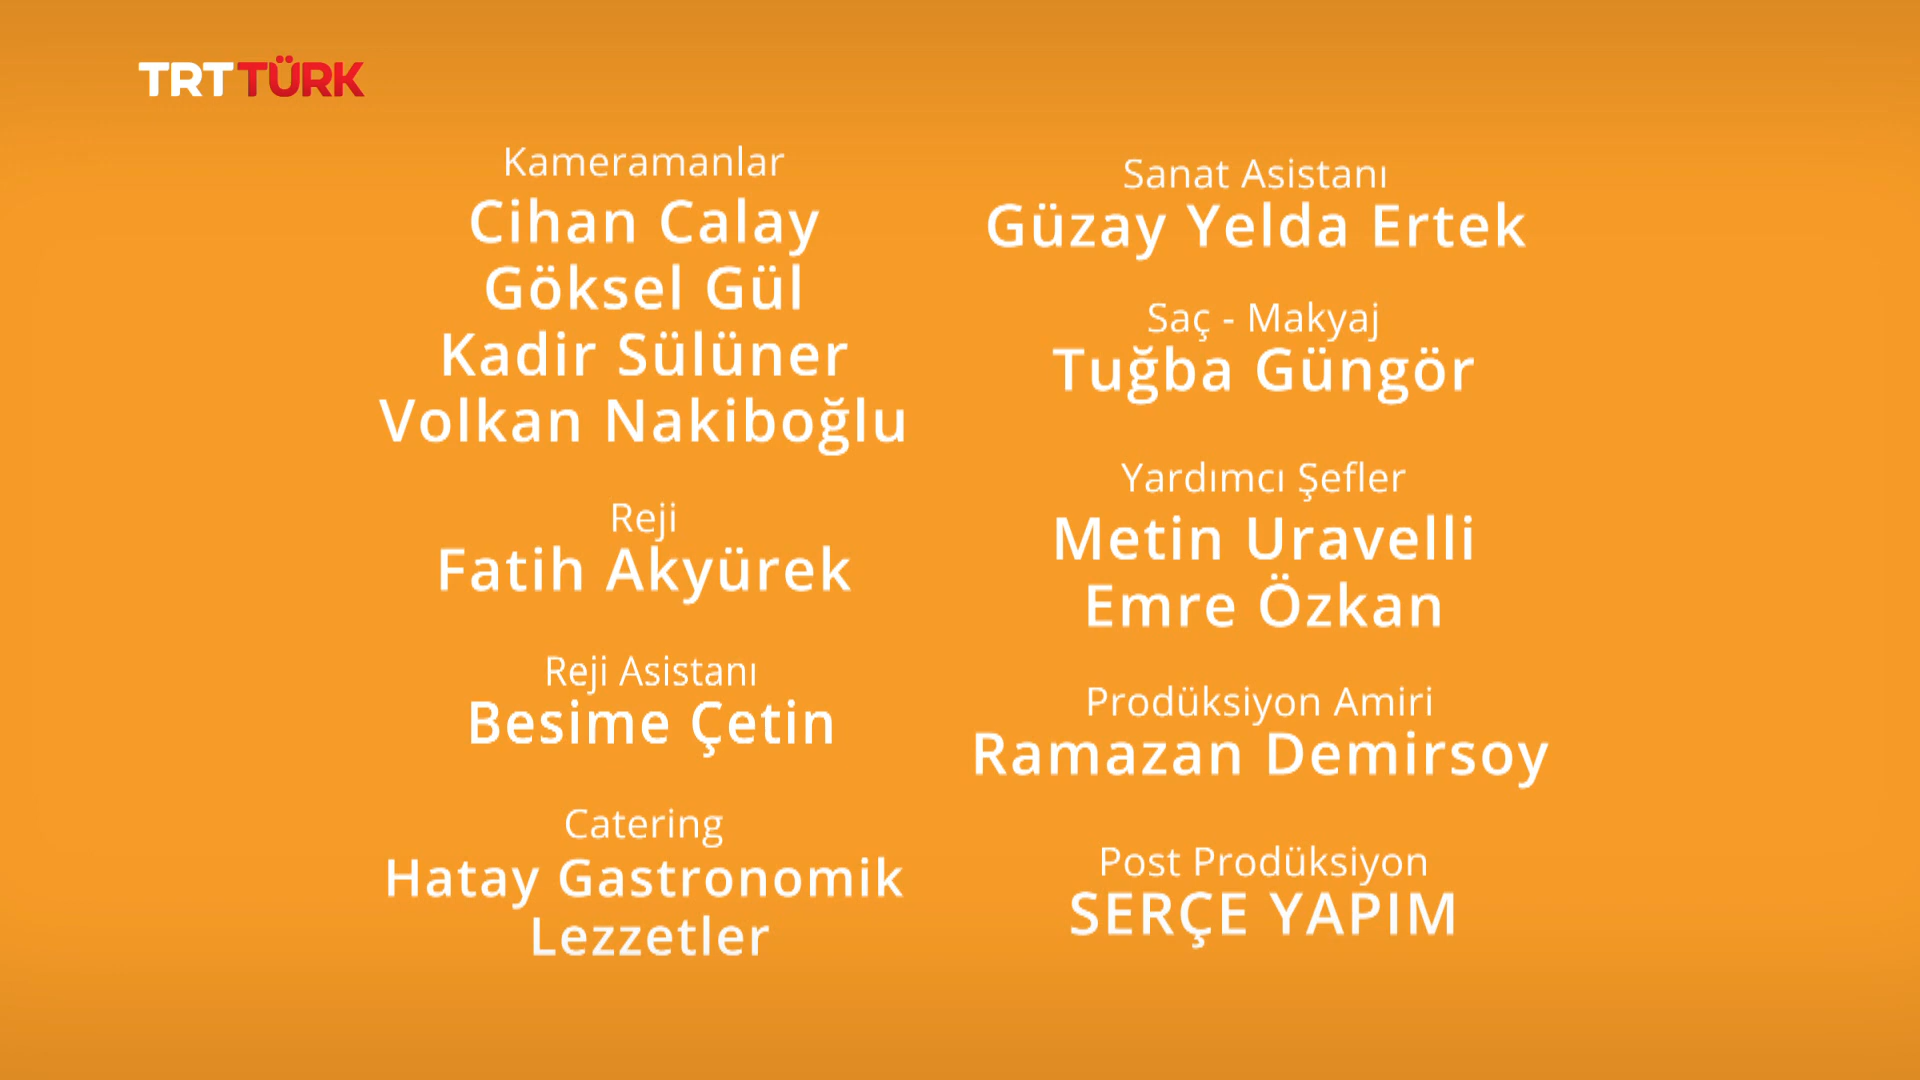 TRT TÜRK
Kameramanlar
Cihan Calay
Göksel Gül
Kadir Sülüner
Volkan Nakiboğlu
Reji
Fatih Akyürek
Reji Asistanı
Besime Çetin
Catering
Hatay Gastronomik
Lezzetler
Sanat Asistanı
Güzay Yelda Ertek
Saç - Makyaj
Tuğba Güngör
Yardımcı Şefler
Metin Uravelli
Emre Özkan
Prodüksiyon Amiri
Ramazan Demirsoy
Post Prodüksiyon
SERÇE YAPIM